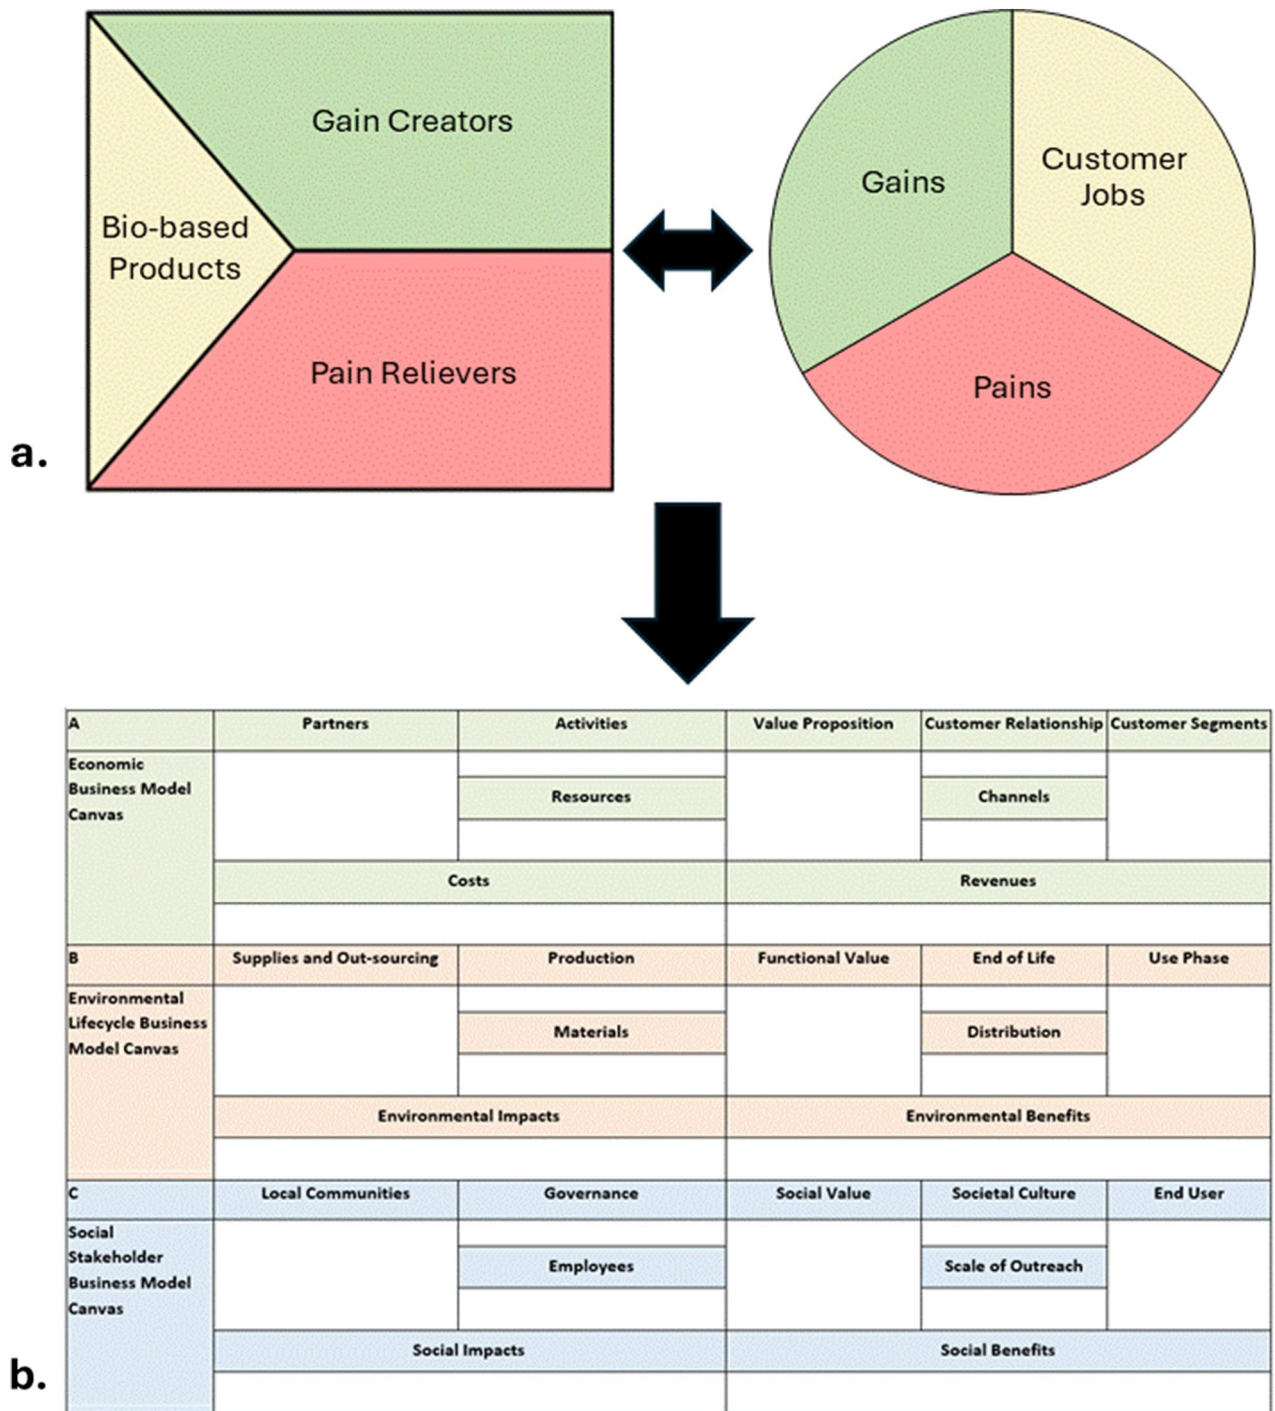 Gain Creators
Bio-based
Products
Pain Relievers
Gains
Customer
Jobs
Pains
a.
A
Partners
Activities
Value Proposition
Customer Relationship
Customer Segments
Economic
Business Model
Canvas
Resources
Channels
Costs
Revenues
B
Supplies and Out-sourcing
Production
Functional Value
End of Life
Use Phase
Environmental
Lifecycle Business
Model Canvas
Materials
Distribution
Environmental Impacts
Environmental Benefits
C
Local Communities
Governance
Social Value
Societal Culture
End User
Social
Stakeholder
Business Model
Canvas
Employees
Scale of Outreach
Social Impacts
Social Benefits
b.